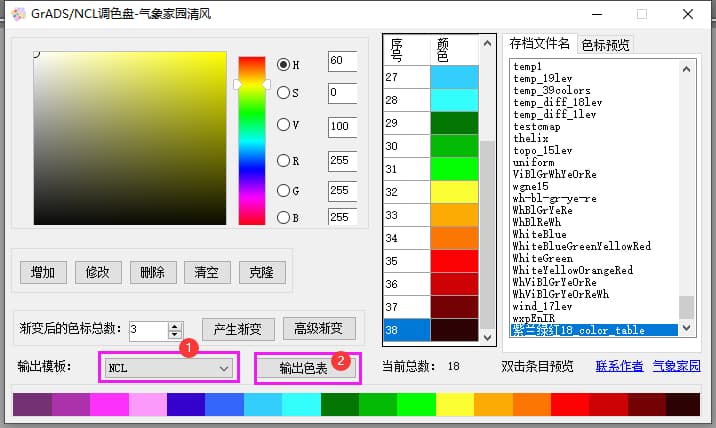 GrADS/NCL调色盘-气象家园清风
H 60
S 0
V 100
R 255
G 255
B 255
增加 修改 删除 清空 克隆
渐变后的色标总数: 3 产生渐变 高级渐变
输出模板: NCL 输出色表
1
2
序号 颜色
27
28
29
30
31
32
33
34
35
36
37
38
当前总数: 18
存档文件名 色标预览
temp1
temp_19lev
temp_39colors
temp_diff_18lev
temp_diff_1lev
testcmap
thelix
topo_15lev
uniform
ViBlGrWhYeOrRe
wgne15
wh-bl-gr-ye-re
WhBlGrYeRe
WhBlReWh
WhiteBlue
WhiteBlueGreenYellowRed
WhiteGreen
WhiteYellowOrangeRed
WhViBlGrYeOrRe
WhViBlGrYeOrReWh
wind_17lev
wxpEnIR
紫兰绿红18_color_table
双击条目预览 联系作者 气象家园